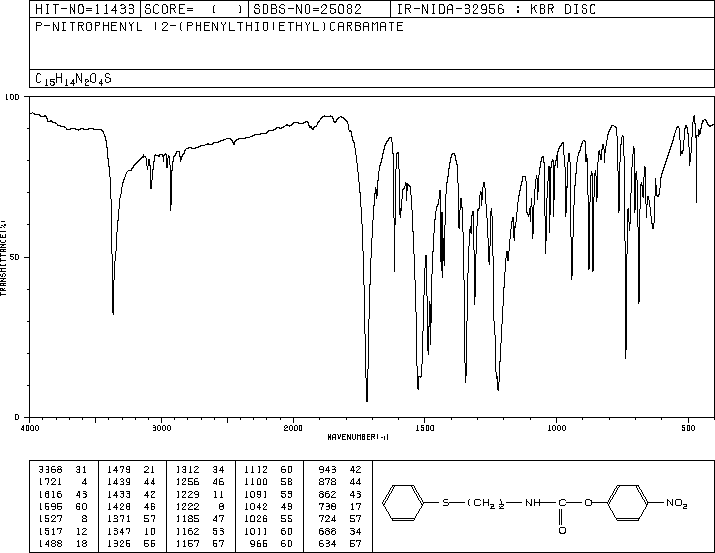 HIT-NO=11433 SCORE= ( ) SDBS-NO=25082 IR-NIDA-32956 : KBR DISC
P-NITROPHENYL (2-(PHENYLTHIO)ETHYL)CARBAMATE
C15H14N2O4S
100
50
0
TRANSMITTANCE(%)
4000 3000 2000 1500 1000 500
WAVENUMBER(-1)
3368 31 1479 21 1312 34 1112 60 943 42
1721 4 1439 44 1256 46 1100 58 878 44
1616 43 1433 42 1229 11 1091 53 862 43
1595 60 1428 46 1222 8 1042 49 738 17
1527 8 1371 57 1185 47 1026 55 724 57
1517 12 1347 10 1162 53 1011 60 688 34
1488 18 1325 55 1157 57 966 60 634 57
S (CH2)2 NH C O NO2
O